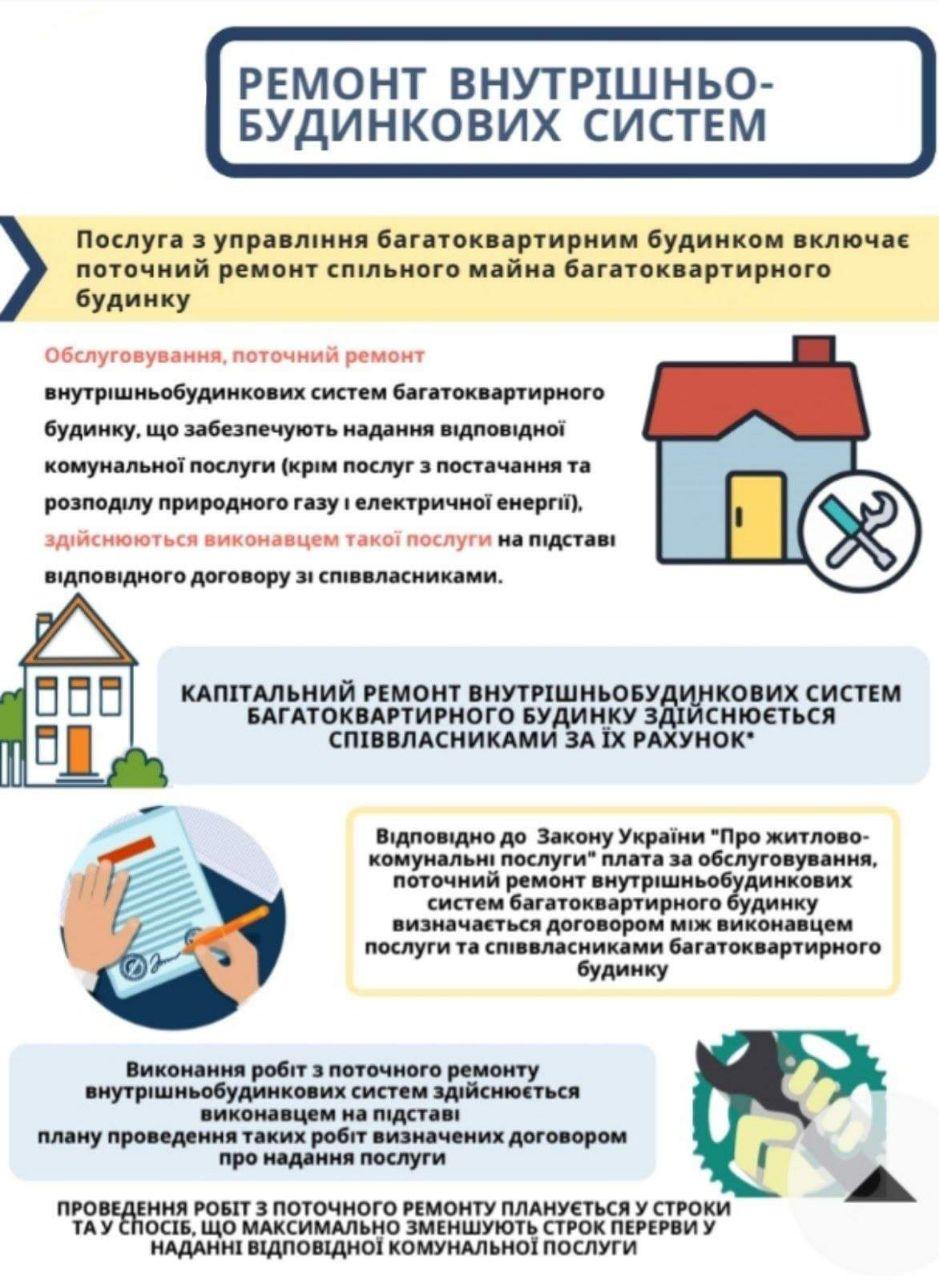 РЕМОНТ ВНУТРІШНЬО-
БУДИНКОВИХ СИСТЕМ
Послуга з управління багатоквартирним будинком включає
поточний ремонт спільного майна багатоквартирного
будинку
Обслуговування, поточний ремонт
внутрішньобудинкових систем багатоквартирного
будинку, що забезпечують надання відповідної
комунальної послуги (крім послуг з постачання та
розподілу природного газу і електричної енергії),
здійснюються виконавцем такої послуги на підставі
відповідного договору зі співвласниками.
КАПІТАЛЬНИЙ РЕМОНТ ВНУТРІШНЬОБУДИНКОВИХ СИСТЕМ
БАГАТОКВАРТИРНОГО БУДИНКУ ЗДІЙСНЮЄТЬСЯ
СПІВВЛАСНИКАМИ ЗА ЇХ РАХУНОК*
Відповідно до Закону України "Про житлово-
комунальні послуги" плата за обслуговування,
поточний ремонт внутрішньобудинкових
систем багатоквартирного будинку
визначається договором між виконавцем
послуги та співвласниками багатоквартирного
будинку
Виконання робіт з поточного ремонту
внутрішньобудинкових систем здійснюється
виконавцем на підставі
плану проведення таких робіт визначених договором
про надання послуги
ПРОВЕДЕННЯ РОБІТ З ПОТОЧНОГО РЕМОНТУ ПЛАНУЄТЬСЯ У СТРОКИ
ТА У СПОСІБ, ЩО МАКСИМАЛЬНО ЗМЕНШУЮТЬ СТРОК ПЕРЕРВИ У
НАДАННІ ВІДПОВІДНОЇ КОМУНАЛЬНОЇ ПОСЛУГИ